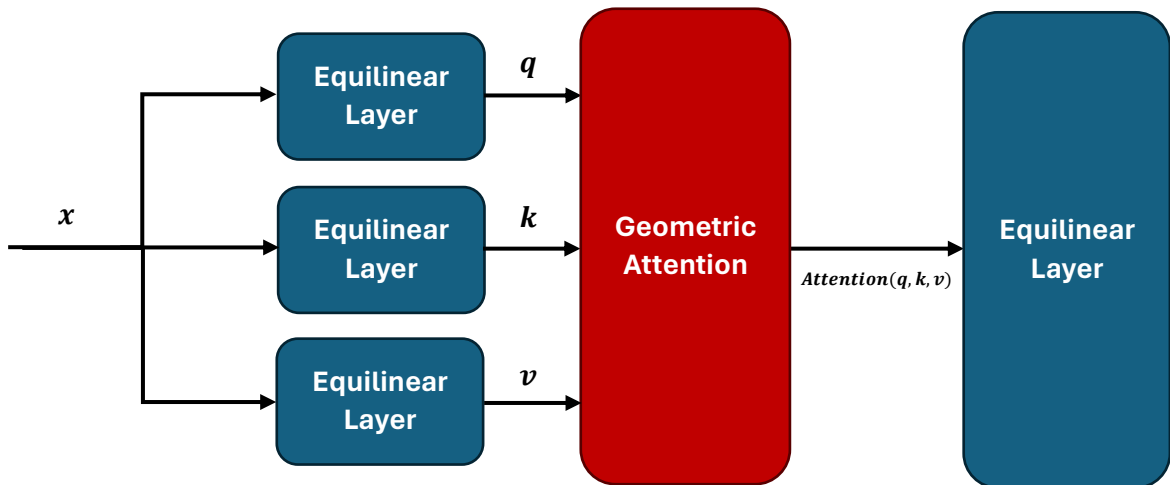 x
Equilinear
Layer
q
Equilinear
Layer
k
Equilinear
Layer
v
Geometric
Attention
Attention(q, k, v)
Equilinear
Layer